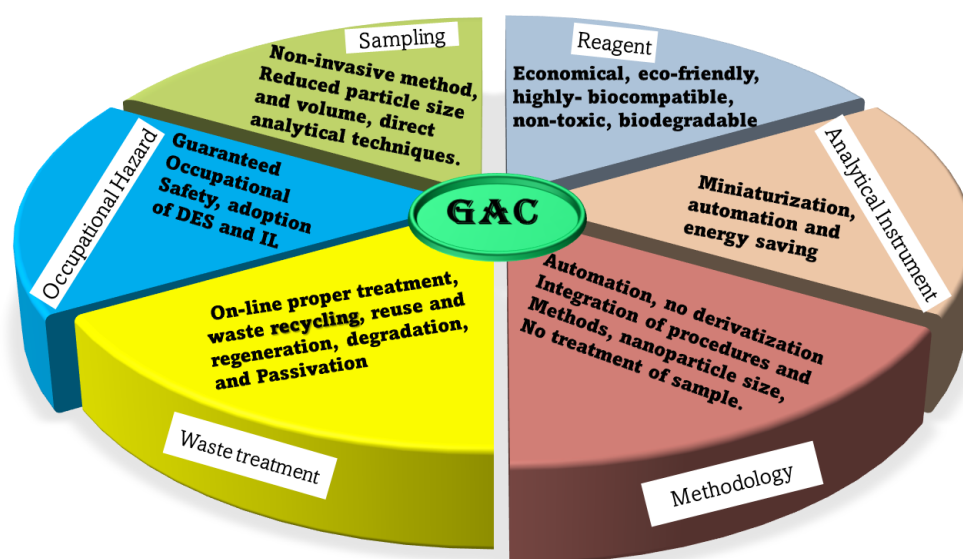 Sampling
Non-invasive method,
Reduced particle size
and volume, direct
analytical techniques.
Reagent
Economical, eco-friendly,
highly- biocompatible,
non-toxic, biodegradable
Analytical Instrument
Miniaturization,
automation and
energy saving
Occupational Hazard
Guaranteed
Occupational
Safety, adoption
of DES and IL
GAC
On-line proper treatment,
waste recycling, reuse and
regeneration, degradation,
and Passivation
Waste treatment
Automation, no derivatization
Integration of procedures and
Methods, nanoparticle size,
No treatment of sample.
Methodology